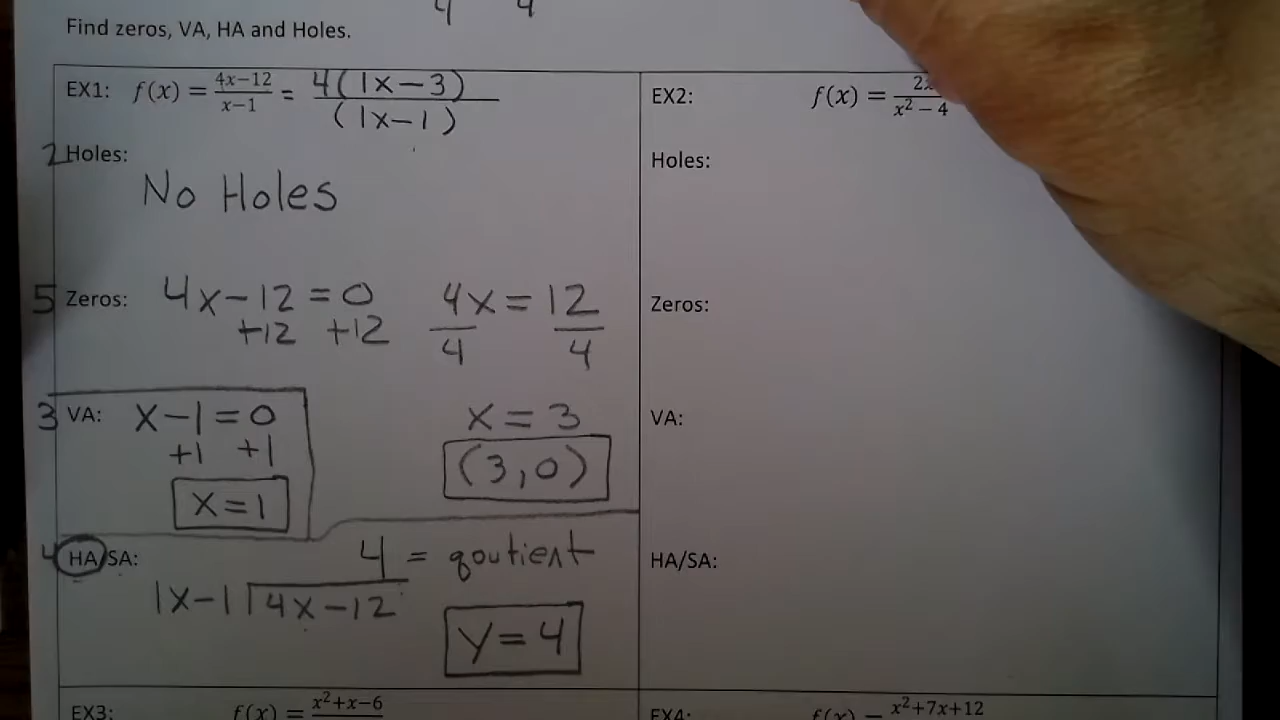 4 4
Find zeros, VA, HA and Holes.
EX1: f(x) = 4x−12 / x−1 = 4(1x−3) / (1x−1)
2 Holes:
No Holes
5 Zeros: 4x−12=0 4x=12
+12 +12 4 4
x=3
(3,0)
3 VA: x−1=0
+1 +1
x=1
4 HA/SA: 4 = qoutient
1x−1 4x−12
y=4
EX2: f(x) = / x² − 4
Holes:
Zeros:
VA:
HA/SA:
EX3: f(x) = x²+x−6
EX4: f(x) = x²+7x+12